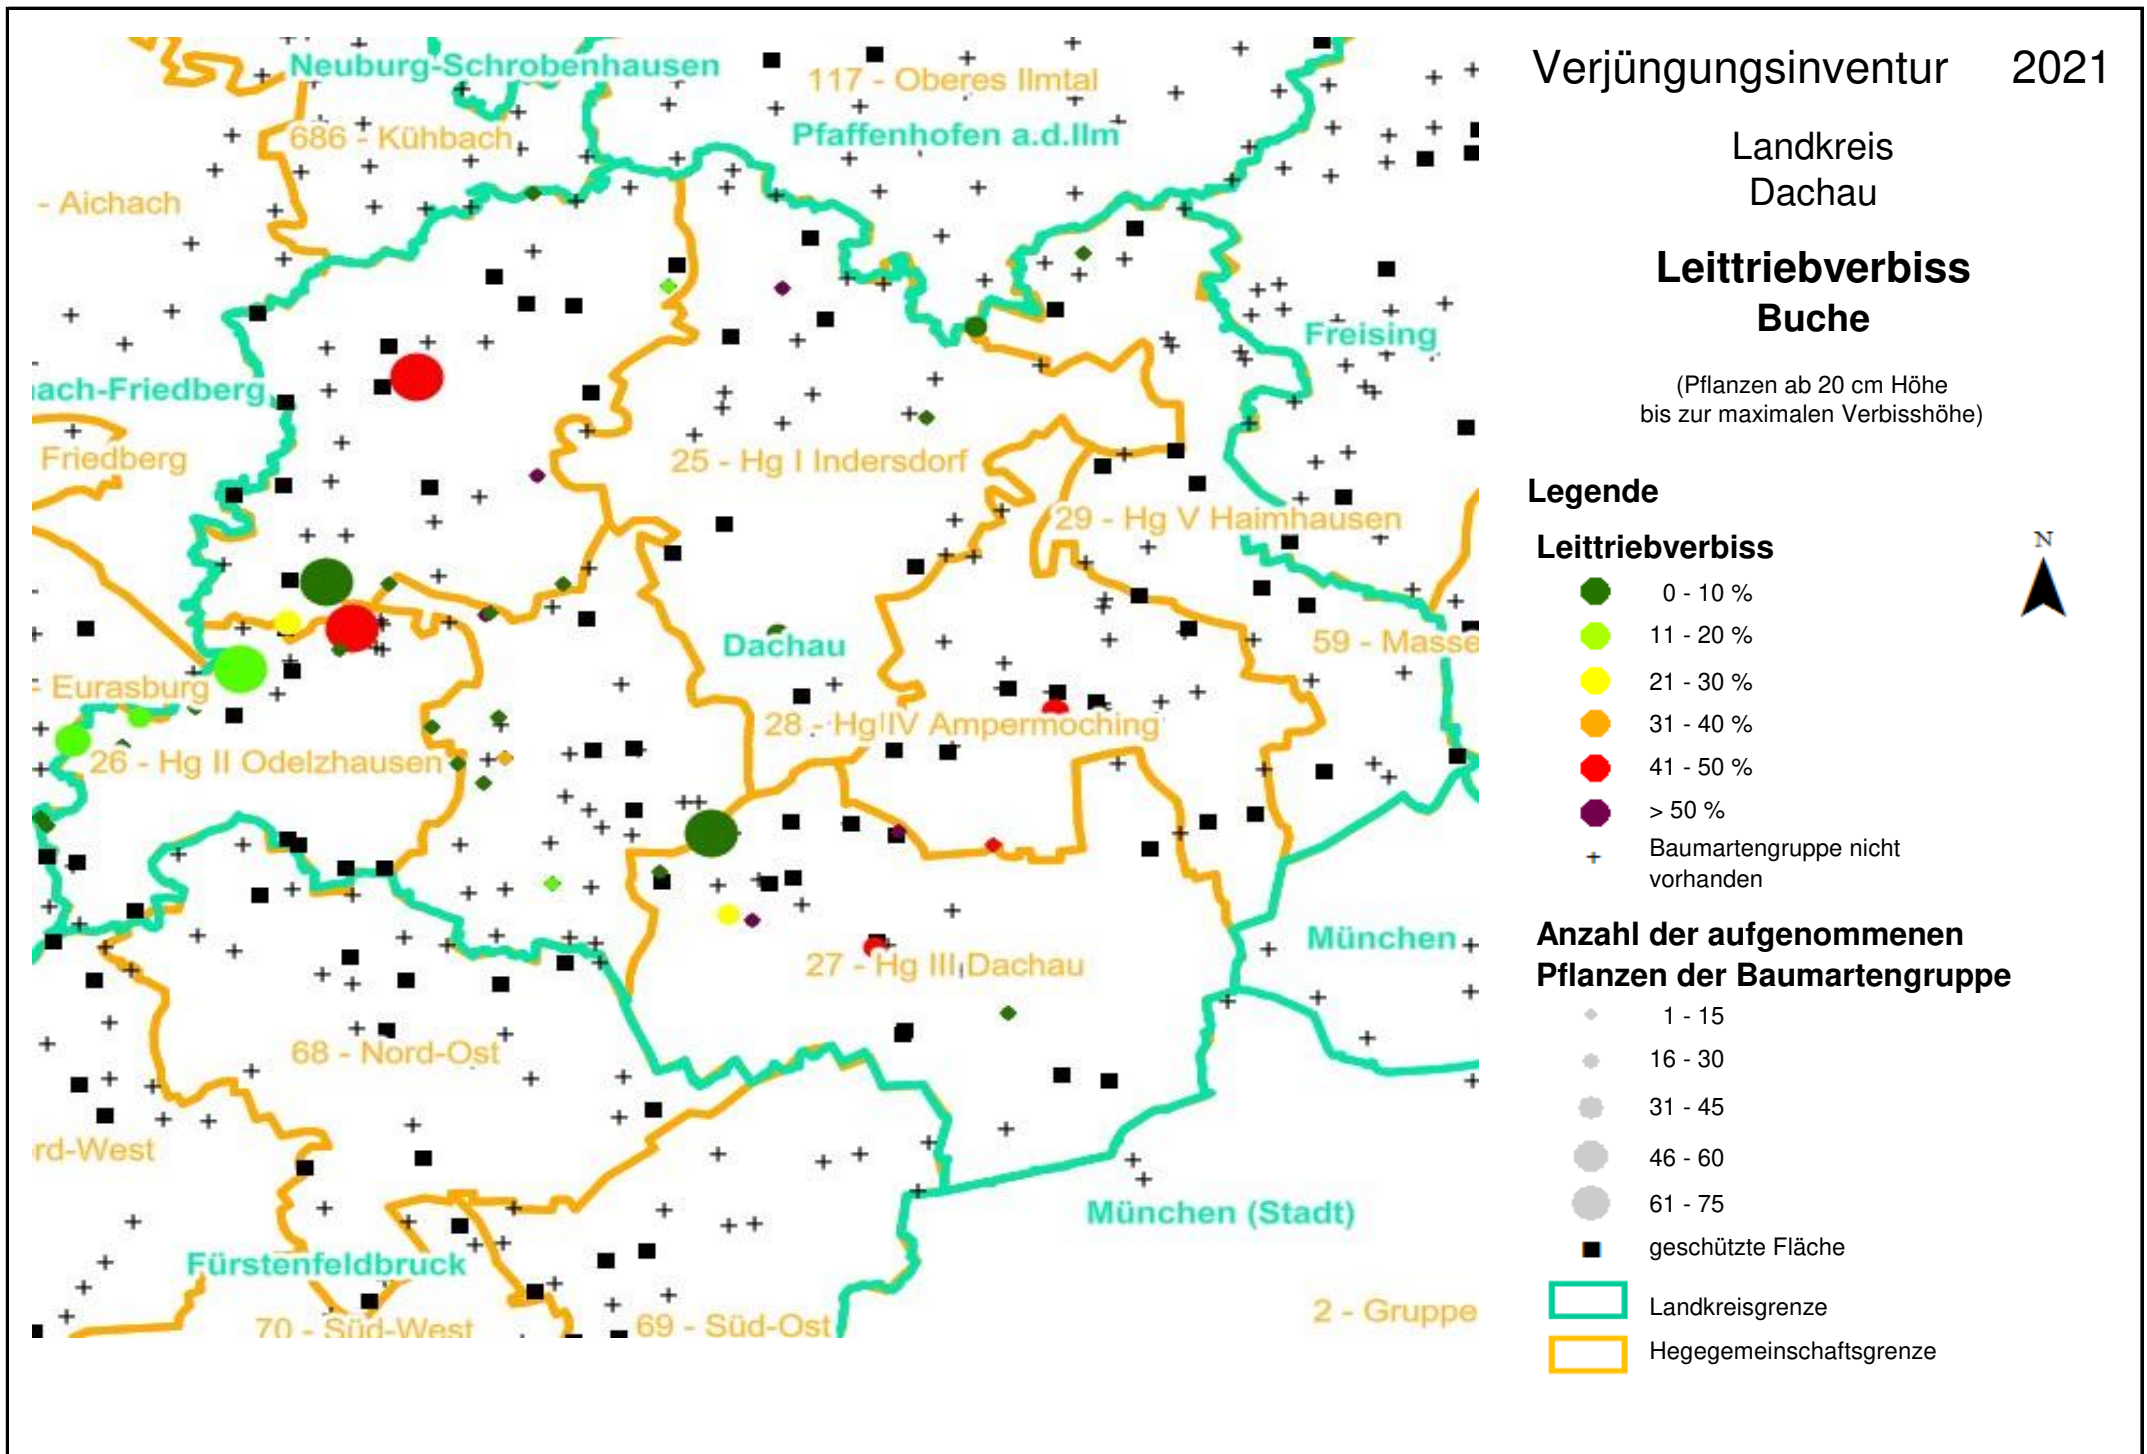 Verjüngungsinventur 2021
Landkreis
Dachau
Leittriebverbiss
Buche
(Pflanzen ab 20 cm Höhe
bis zur maximalen Verbisshöhe)
Legende
Leittriebverbiss
N
0 - 10 %
11 - 20 %
21 - 30 %
31 - 40 %
41 - 50 %
> 50 %
Baumartengruppe nicht
vorhanden
Anzahl der aufgenommenen
Pflanzen der Baumartengruppe
1 - 15
16 - 30
31 - 45
46 - 60
61 - 75
geschützte Fläche
Landkreisgrenze
Hegegemeinschaftsgrenze
Neuburg-Schrobenhausen
117 - Oberes Ilmtal
686 - Kühbach
Pfaffenhofen a.d.Ilm
- Aichach
Freising
ach-Friedberg
Friedberg
25 - Hg I Indersdorf
29 - Hg V Haimhausen
Dachau
59 - Masse
- Eurasburg
28 - Hg IV Ampermoching
26 - Hg II Odelzhausen
München
27 - Hg III Dachau
68 - Nord-Ost
rd-West
München (Stadt)
Fürstenfeldbruck
2 - Gruppe
70 - Süd-West
69 - Süd-Ost